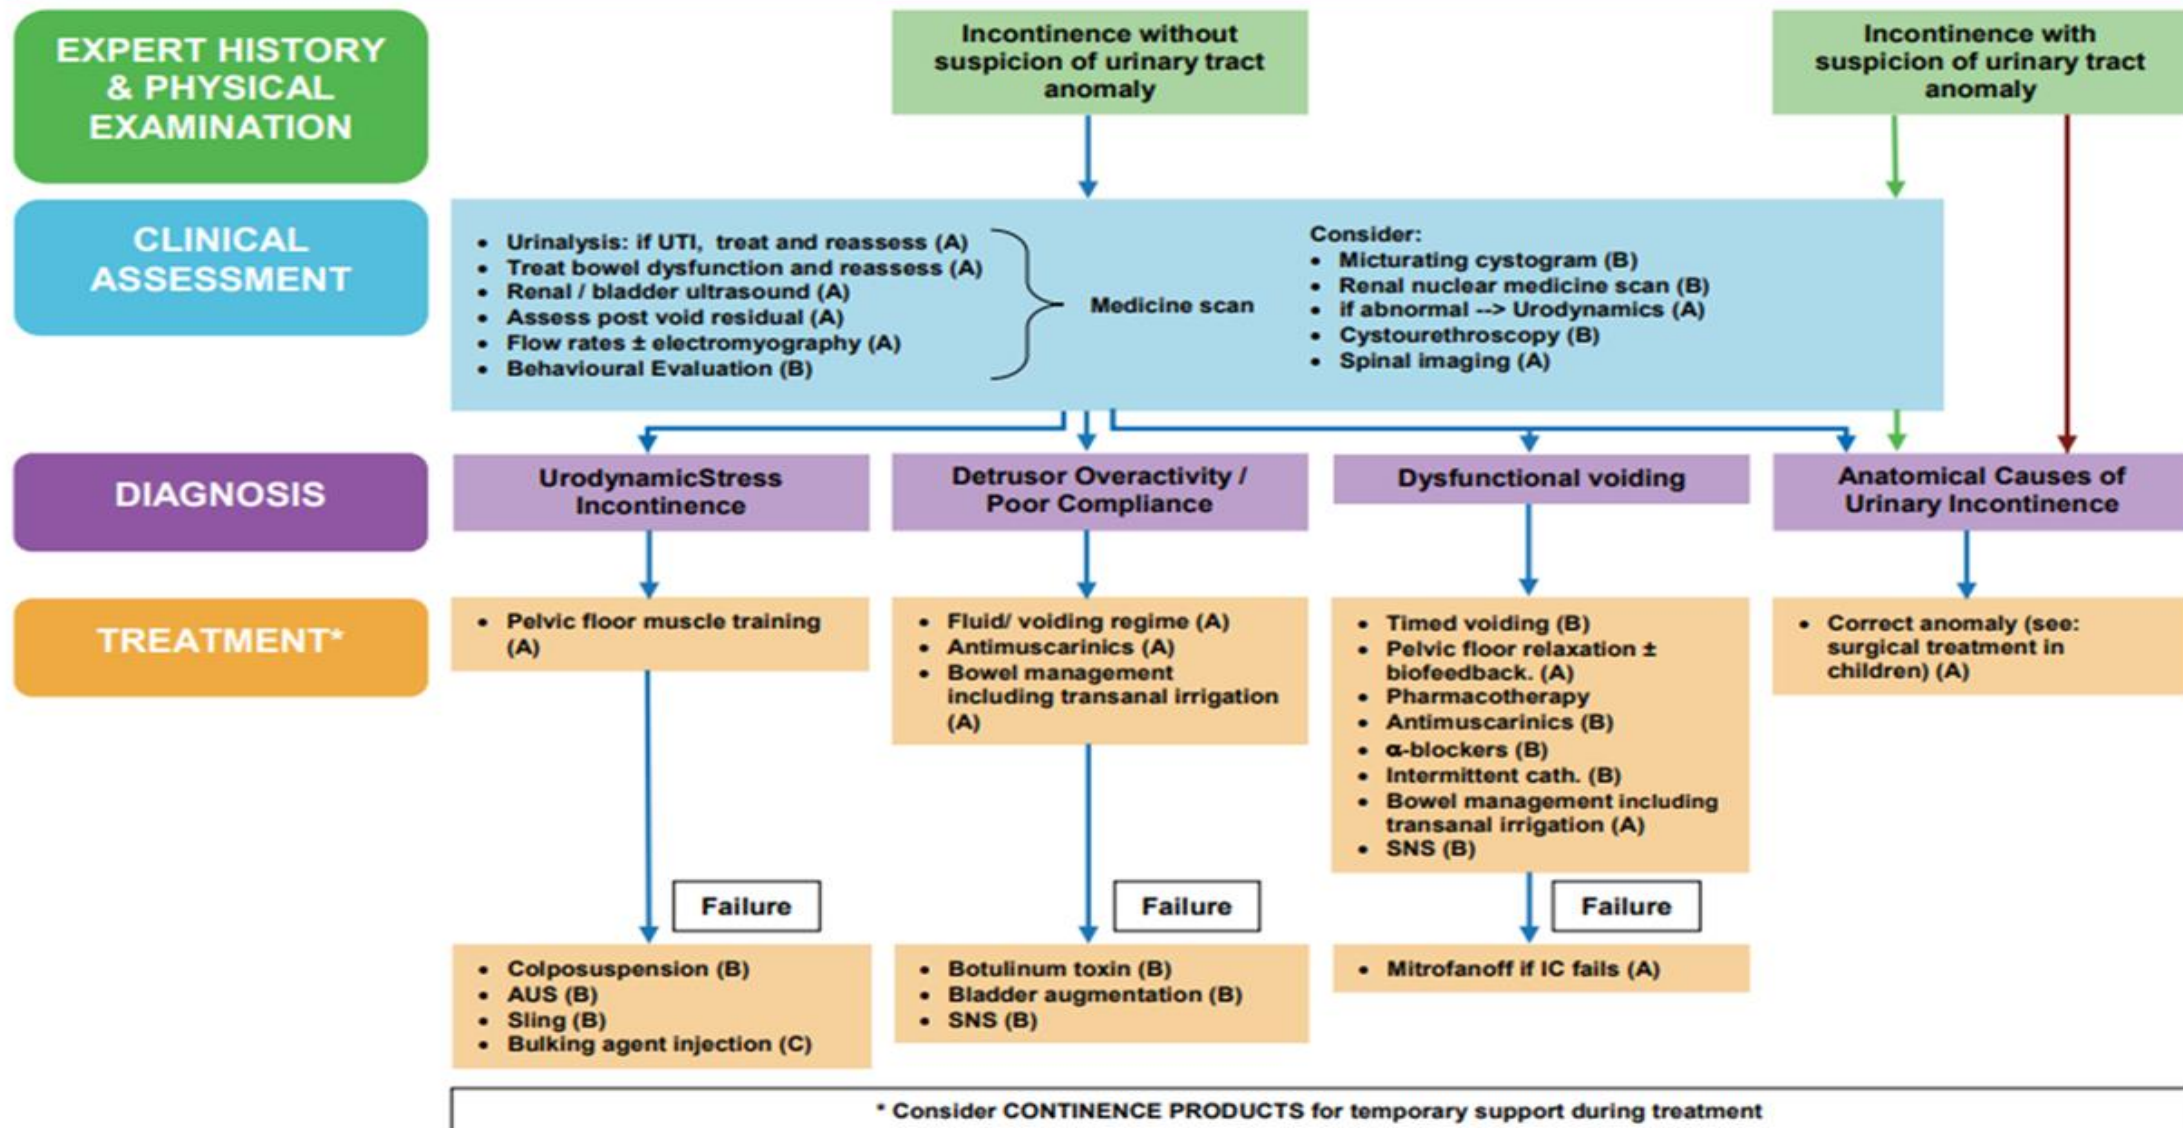 EXPERT HISTORY
& PHYSICAL
EXAMINATION
Incontinence without
suspicion of urinary tract
anomaly
Incontinence with
suspicion of urinary tract
anomaly
CLINICAL
ASSESSMENT
• Urinalysis: if UTI, treat and reassess (A)
• Treat bowel dysfunction and reassess (A)
• Renal / bladder ultrasound (A)
• Assess post void residual (A)
• Flow rates ± electromyography (A)
• Behavioural Evaluation (B)
Medicine scan
Consider:
• Micturating cystogram (B)
• Renal nuclear medicine scan (B)
• if abnormal --> Urodynamics (A)
• Cystourethroscopy (B)
• Spinal imaging (A)
DIAGNOSIS
UrodynamicStress
Incontinence
Detrusor Overactivity /
Poor Compliance
Dysfunctional voiding
Anatomical Causes of
Urinary Incontinence
TREATMENT*
• Pelvic floor muscle training
(A)
• Fluid/ voiding regime (A)
• Antimuscarinics (A)
• Bowel management
including transanal irrigation
(A)
• Timed voiding (B)
• Pelvic floor relaxation ±
biofeedback. (A)
• Pharmacotherapy
• Antimuscarinics (B)
• α-blockers (B)
• Intermittent cath. (B)
• Bowel management including
transanal irrigation (A)
• SNS (B)
• Correct anomaly (see:
surgical treatment in
children) (A)
Failure
Failure
Failure
• Colposuspension (B)
• AUS (B)
• Sling (B)
• Bulking agent injection (C)
• Botulinum toxin (B)
• Bladder augmentation (B)
• SNS (B)
• Mitrofanoff if IC fails (A)
* Consider CONTINENCE PRODUCTS for temporary support during treatment